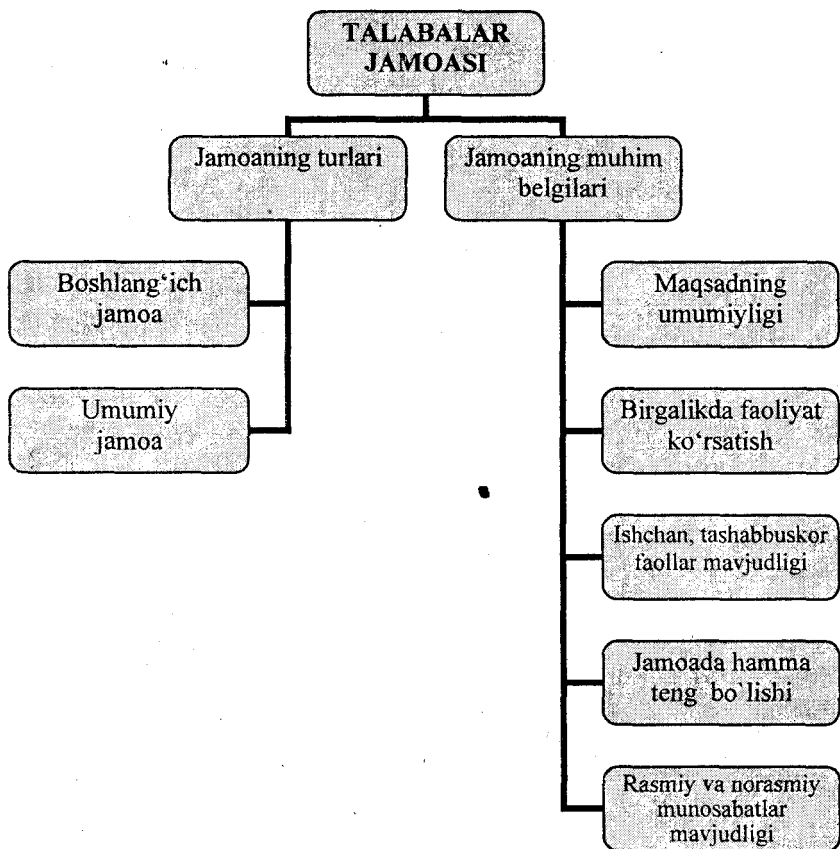 TALABALAR
JAMOASI
Jamoaning turlari
Jamoaning muhim
belgilari
Boshlang‘ich
jamoa
Umumiy
jamoa
Maqsadning
umumiyligi
Birgalikda faoliyat
ko‘rsatish
Ishchan, tashabbuskor
faollar mavjudligi
Jamoada hamma
teng bo`lishi
Rasmiy va norasmiy
munosabatlar
mavjudligi